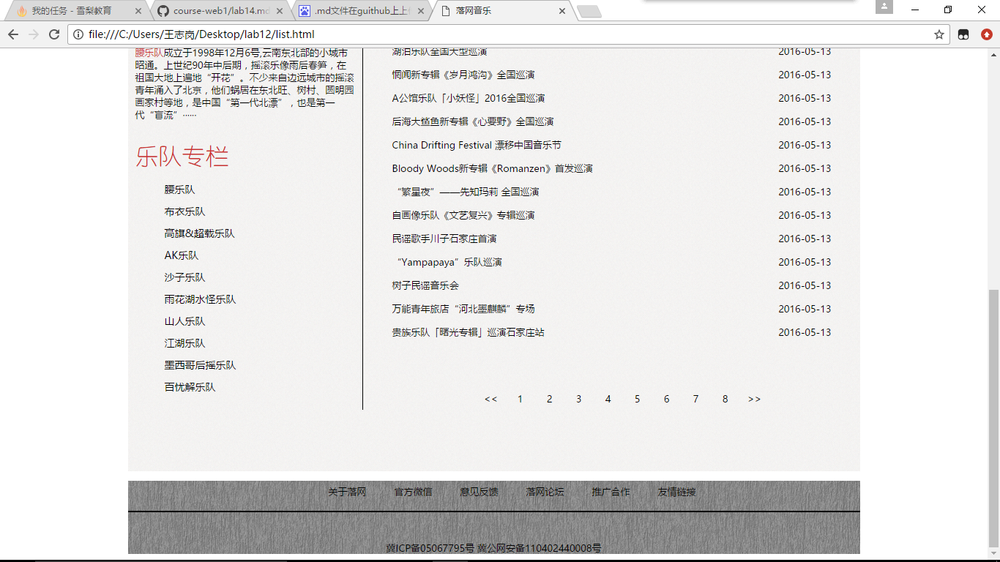 我的任务 - 雪梨教育
course-web1/lab14.md
.md文件在guithub上上
落网音乐
file:///C:/Users/王志岗/Desktop/lab12/list.html
腰乐队成立于1998年12月6号,云南东北部的小城市
昭通。上世纪90年中后期，摇滚乐像雨后春笋，在
祖国大地上遍地“开花”。不少来自边远城市的摇滚
青年涌入了北京，他们蜗居在东北旺、树村、圆明园
画家村等地，是中国“第一代北漂”，也是第一
代“盲流”······
乐队专栏
腰乐队
布衣乐队
高旗&超载乐队
AK乐队
沙子乐队
雨花湖水怪乐队
山人乐队
江湖乐队
墨西哥后摇乐队
百忧解乐队
湖泊乐队全国大型巡演 2016-05-13
惘闻新专辑《岁月鸿沟》全国巡演 2016-05-13
A公馆乐队「小妖怪」2016全国巡演 2016-05-13
后海大鲨鱼新专辑《心要野》全国巡演 2016-05-13
China Drifting Festival 漂移中国音乐节 2016-05-13
Bloody Woods新专辑《Romanzen》首发巡演 2016-05-13
“繁星夜”——先知玛莉 全国巡演 2016-05-13
自画像乐队《文艺复兴》专辑巡演 2016-05-13
民谣歌手川子石家庄首演 2016-05-13
“Yampapaya”乐队巡演 2016-05-13
树子民谣音乐会 2016-05-13
万能青年旅店“河北墨麒麟”专场 2016-05-13
贵族乐队「曙光专辑」巡演石家庄站 2016-05-13
<< 1 2 3 4 5 6 7 8 >>
关于落网 官方微信 意见反馈 落网论坛 推广合作 友情链接
冀ICP备05067795号 冀公网安备110402440008号